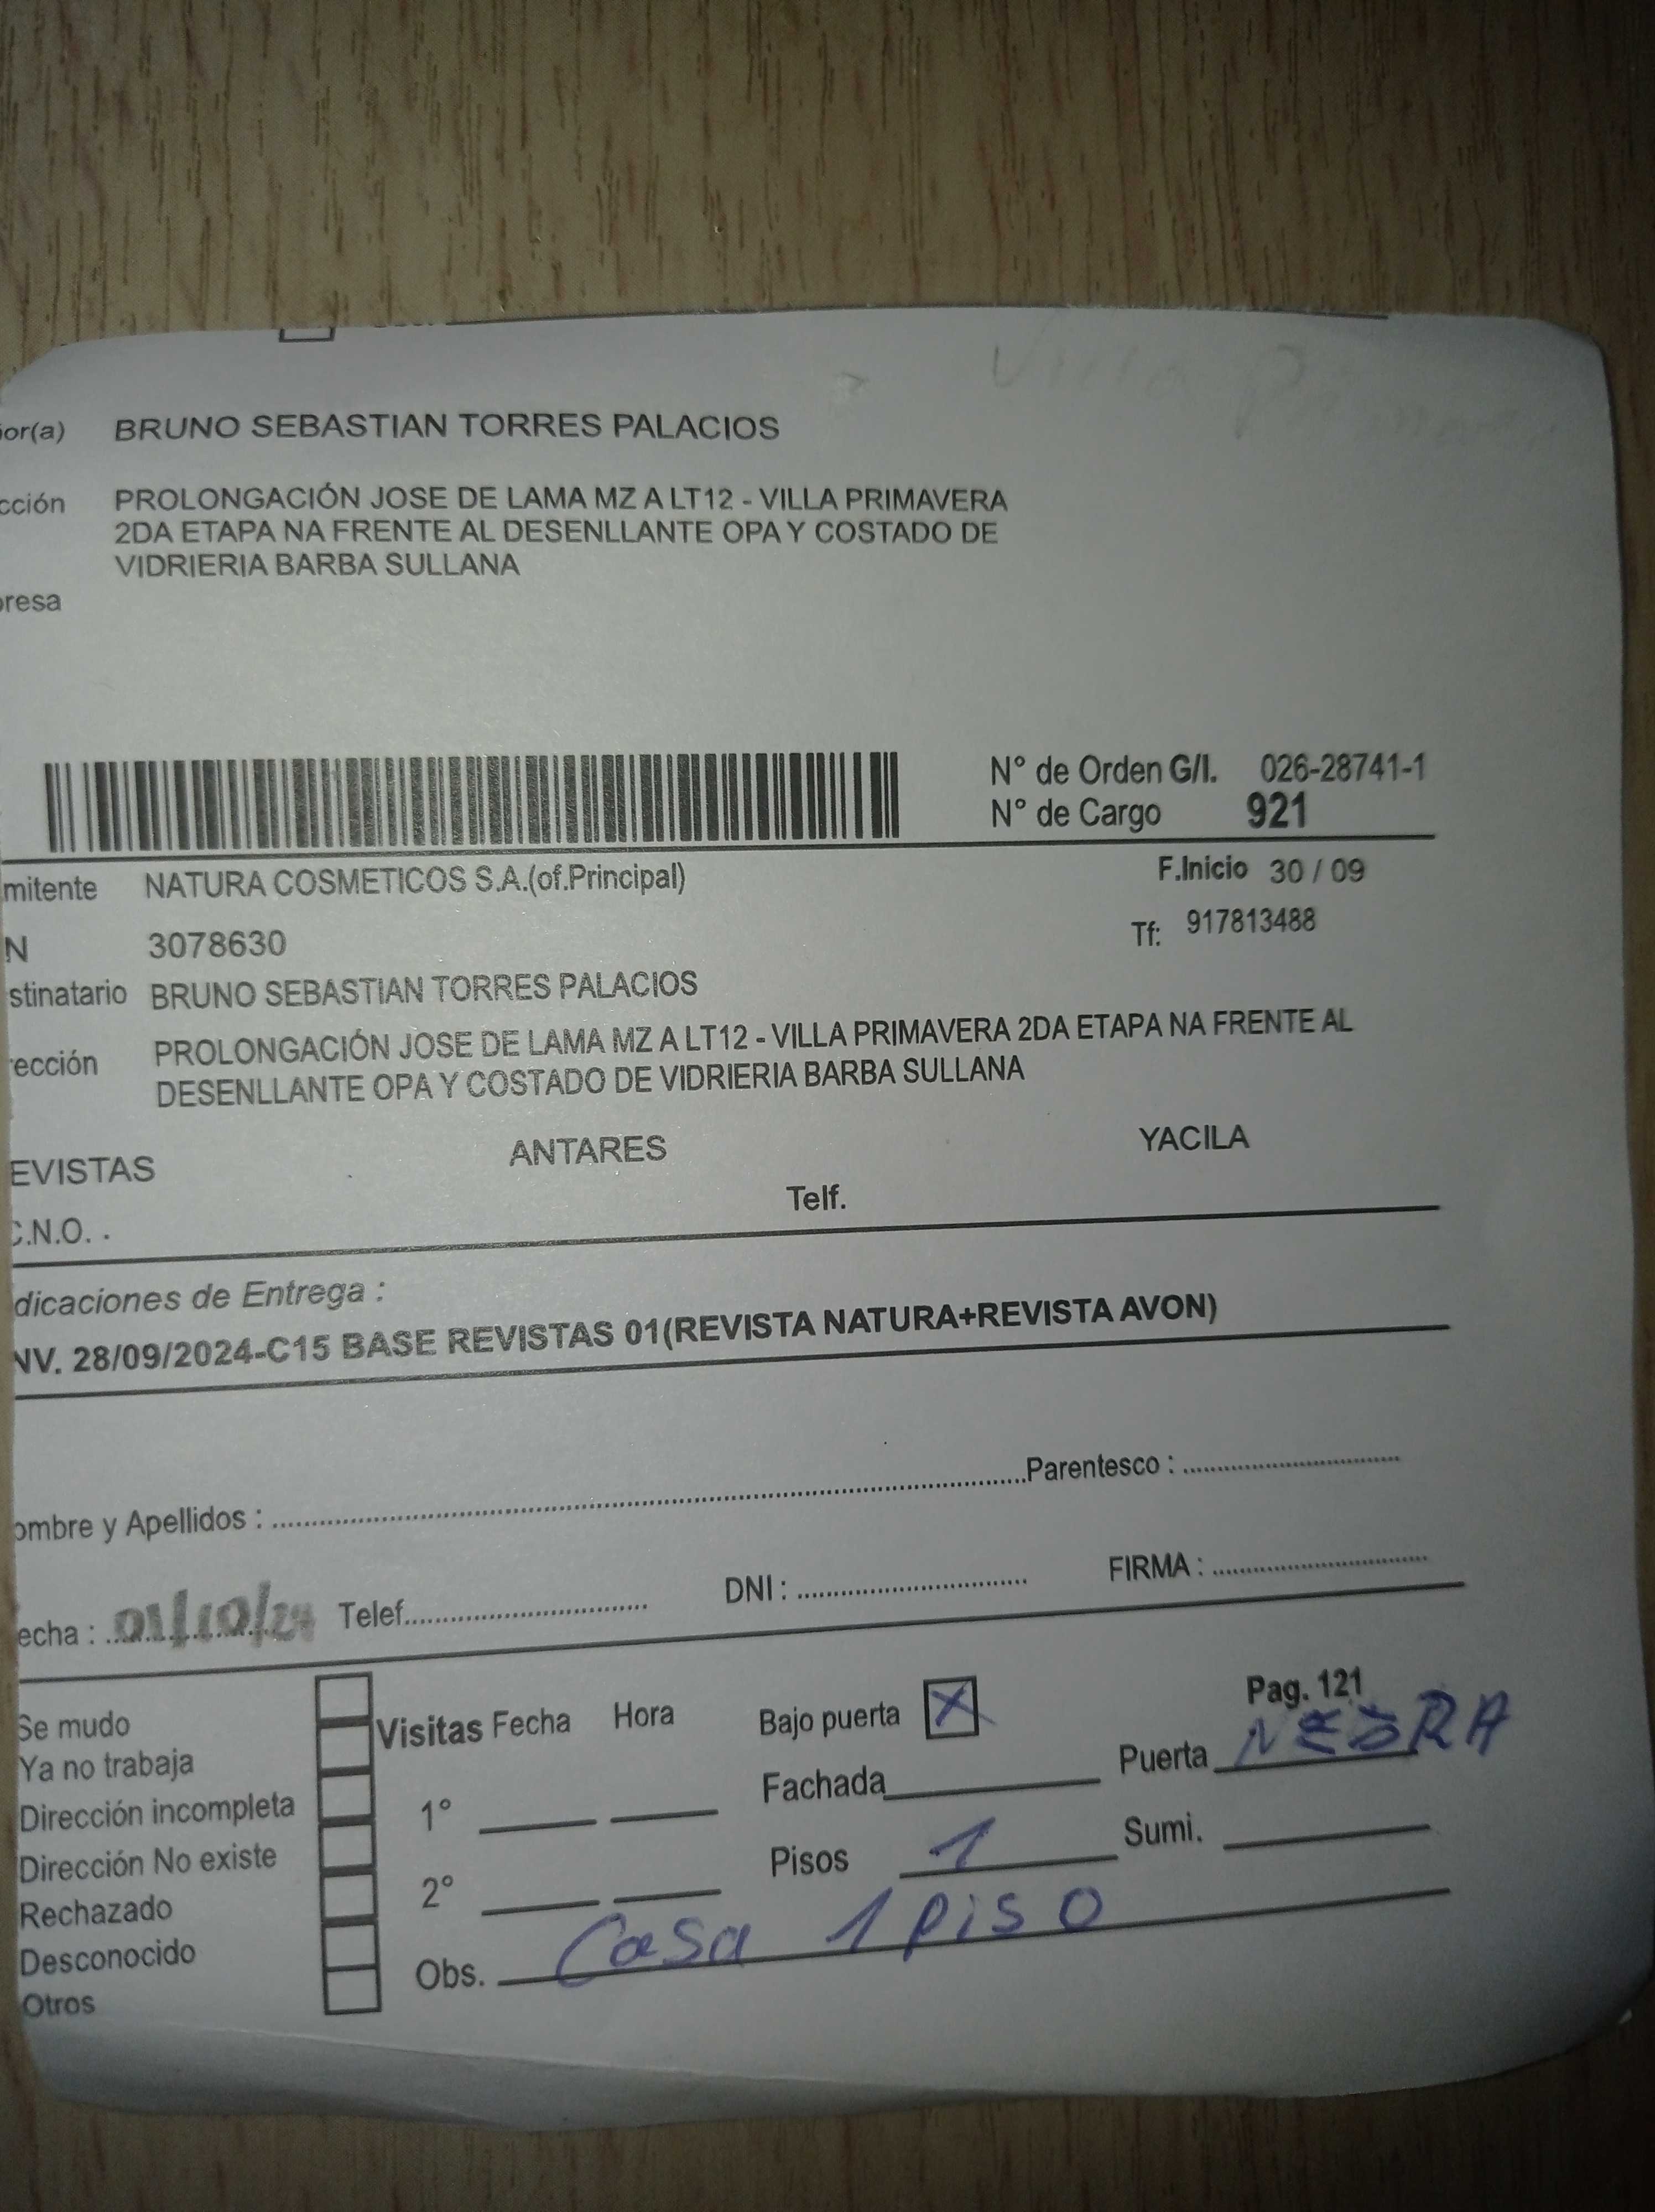 Villa
ior(a) BRUNO SEBASTIAN TORRES PALACIOS
cción PROLONGACIÓN JOSE DE LAMA MZ A LT12 - VILLA PRIMAVERA
2DA ETAPA NA FRENTE AL DESENLLANTE OPA Y COSTADO DE
VIDRIERIA BARBA SULLANA
resa
N° de Orden G/I. 026-28741-1
N° de Cargo 921
mitente NATURA COSMETICOS S.A.(of.Principal) F.Inicio 30 / 09
N 3078630 Tf: 917813488
stinatario BRUNO SEBASTIAN TORRES PALACIOS
ección PROLONGACIÓN JOSE DE LAMA MZ A LT12 - VILLA PRIMAVERA 2DA ETAPA NA FRENTE AL
DESENLLANTE OPA Y COSTADO DE VIDRIERIA BARBA SULLANA
EVISTAS ANTARES YACILA
C.N.O. . Telf.
dicaciones de Entrega :
NV. 28/09/2024-C15 BASE REVISTAS 01(REVISTA NATURA+REVISTA AVON)
ombre y Apellidos : Parentesco :
echa : 01/10/24 Telef. DNI : FIRMA :
Pag. 121
Se mudo Visitas Fecha Hora Bajo puerta X Puerta NEGRA
Ya no trabaja
Dirección incompleta 1° Fachada
Dirección No existe Pisos 1 Sumi.
Rechazado 2°
Desconocido Obs. Casa 1 piso
Otros